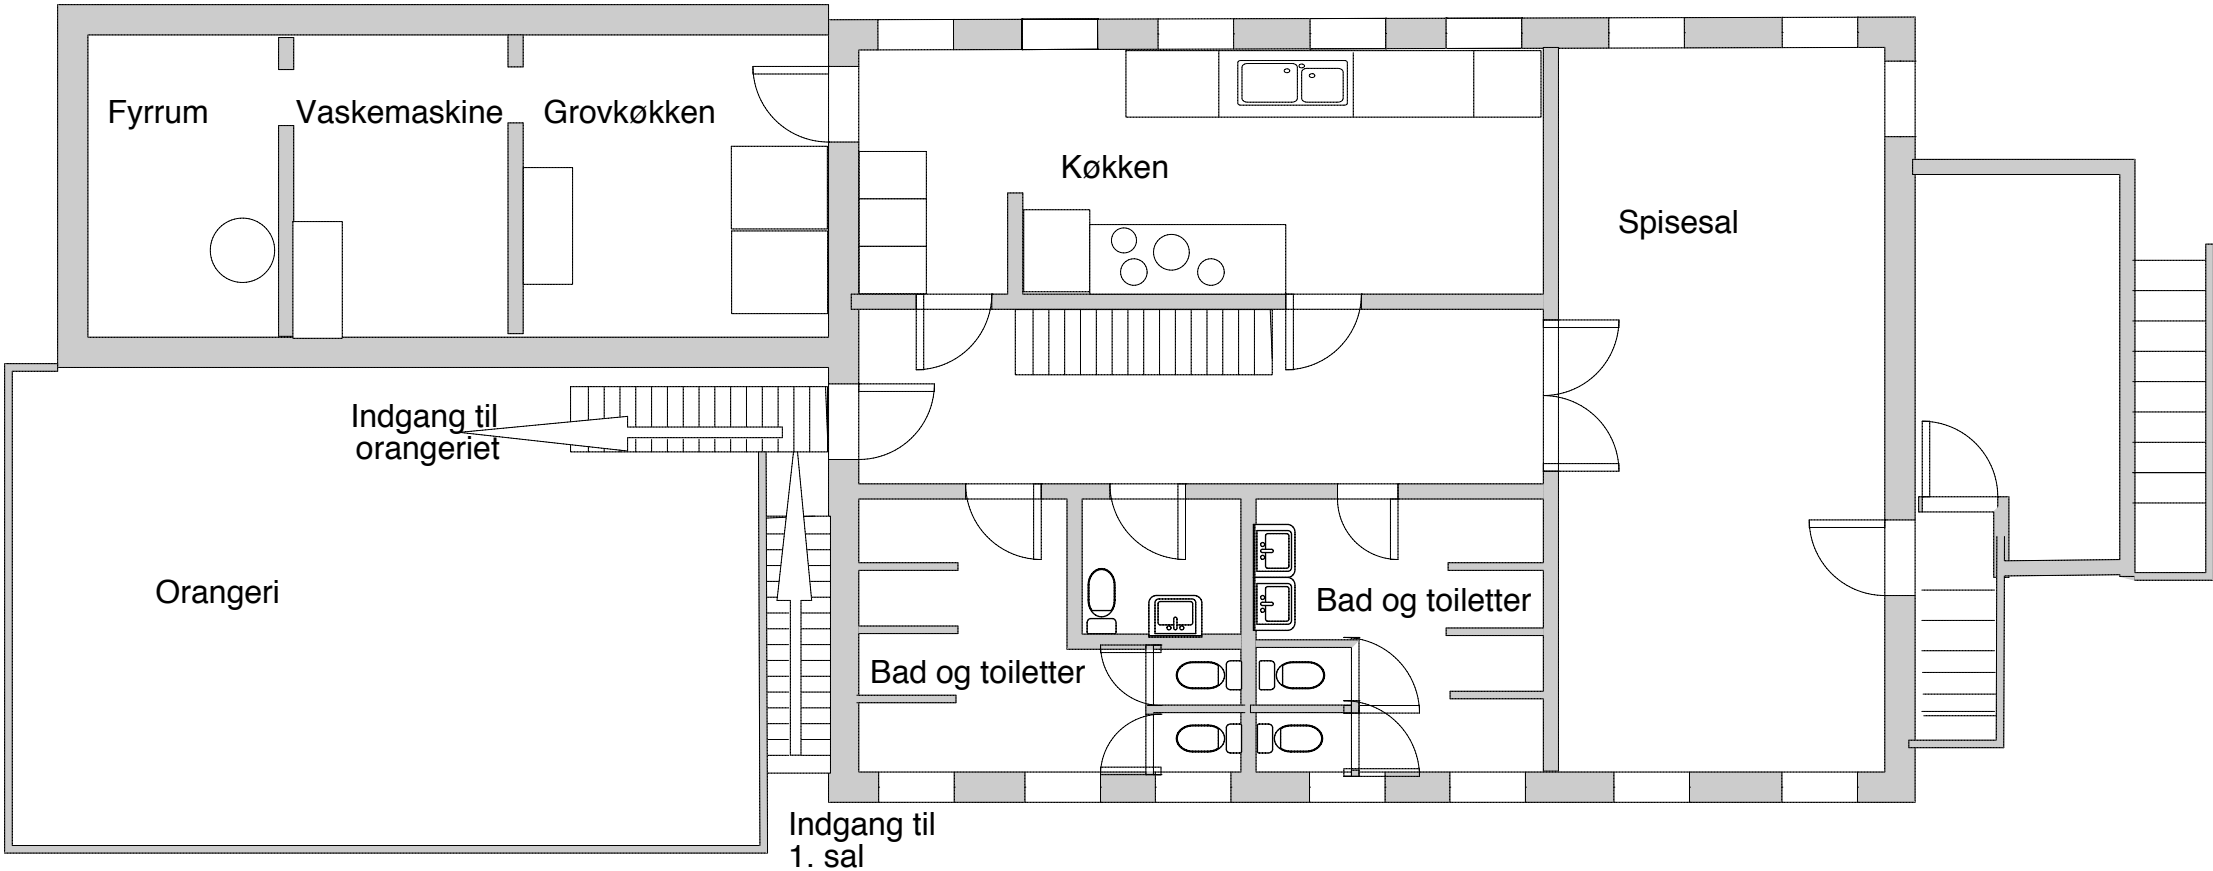 Fyrrum
Vaskemaskine
Grovkøkken
Køkken
Spisesal
Indgang til
orangeriet
Orangeri
Bad og toiletter
Bad og toiletter
Indgang til
1. sal